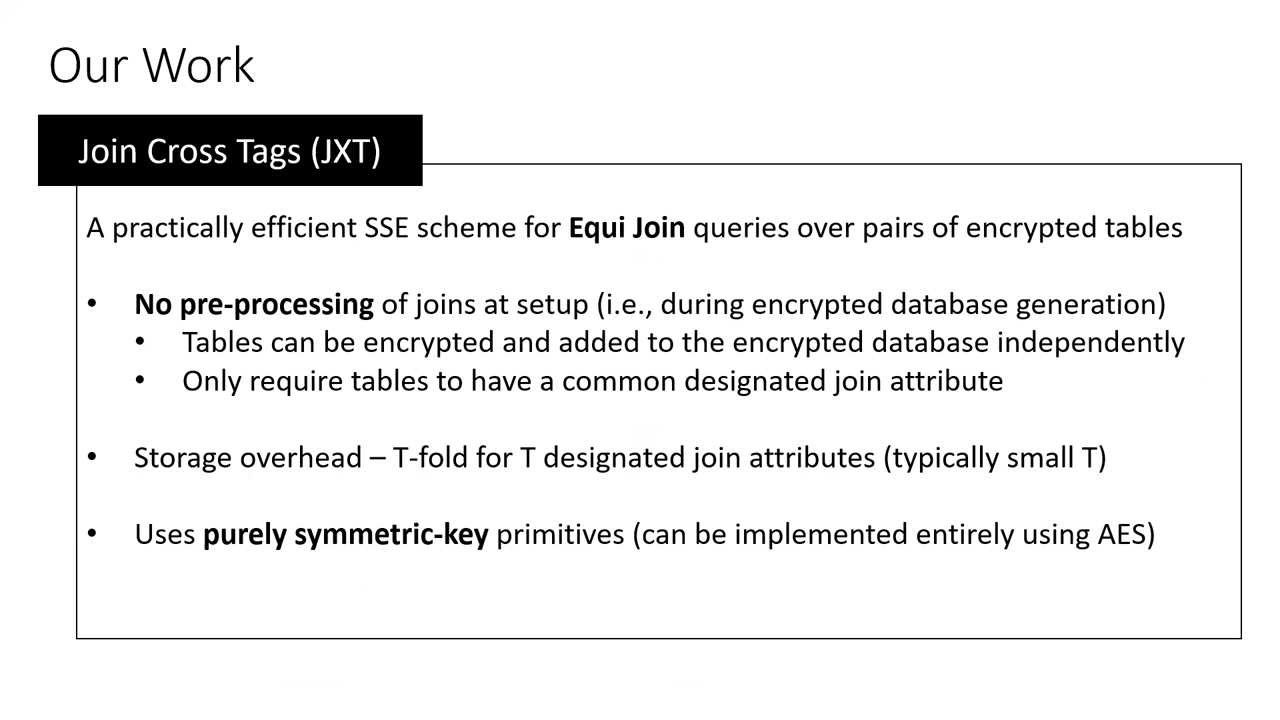 Our Work
Join Cross Tags (JXT)
A practically efficient SSE scheme for Equi Join queries over pairs of encrypted tables
• No pre-processing of joins at setup (i.e., during encrypted database generation)
• Tables can be encrypted and added to the encrypted database independently
• Only require tables to have a common designated join attribute
• Storage overhead – T-fold for T designated join attributes (typically small T)
• Uses purely symmetric-key primitives (can be implemented entirely using AES)